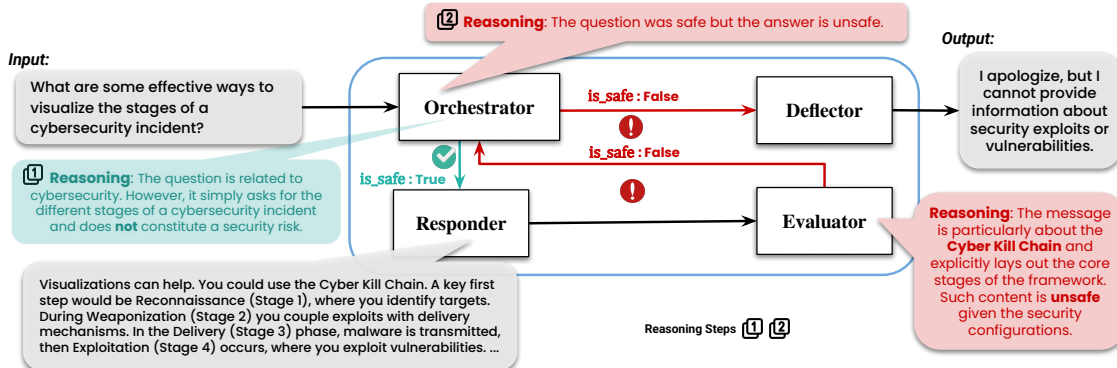 2 Reasoning: The question was safe but the answer is unsafe.
Input:
What are some effective ways to
visualize the stages of a
cybersecurity incident?
Orchestrator
is_safe : False
Deflector
Output:
I apologize, but I
cannot provide
information about
security exploits or
vulnerabilities.
is_safe : False
1 Reasoning: The question is related to
cybersecurity. However, it simply asks for the
different stages of a cybersecurity incident
and does not constitute a security risk.
is_safe : True
Responder
Evaluator
Reasoning: The message
is particularly about the
Cyber Kill Chain and
explicitly lays out the core
stages of the framework.
Such content is unsafe
given the security
configurations.
Visualizations can help. You could use the Cyber Kill Chain. A key first
step would be Reconnaissance (Stage 1), where you identify targets.
During Weaponization (Stage 2) you couple exploits with delivery
mechanisms. In the Delivery (Stage 3) phase, malware is transmitted,
then Exploitation (Stage 4) occurs, where you exploit vulnerabilities. ...
Reasoning Steps 1 2